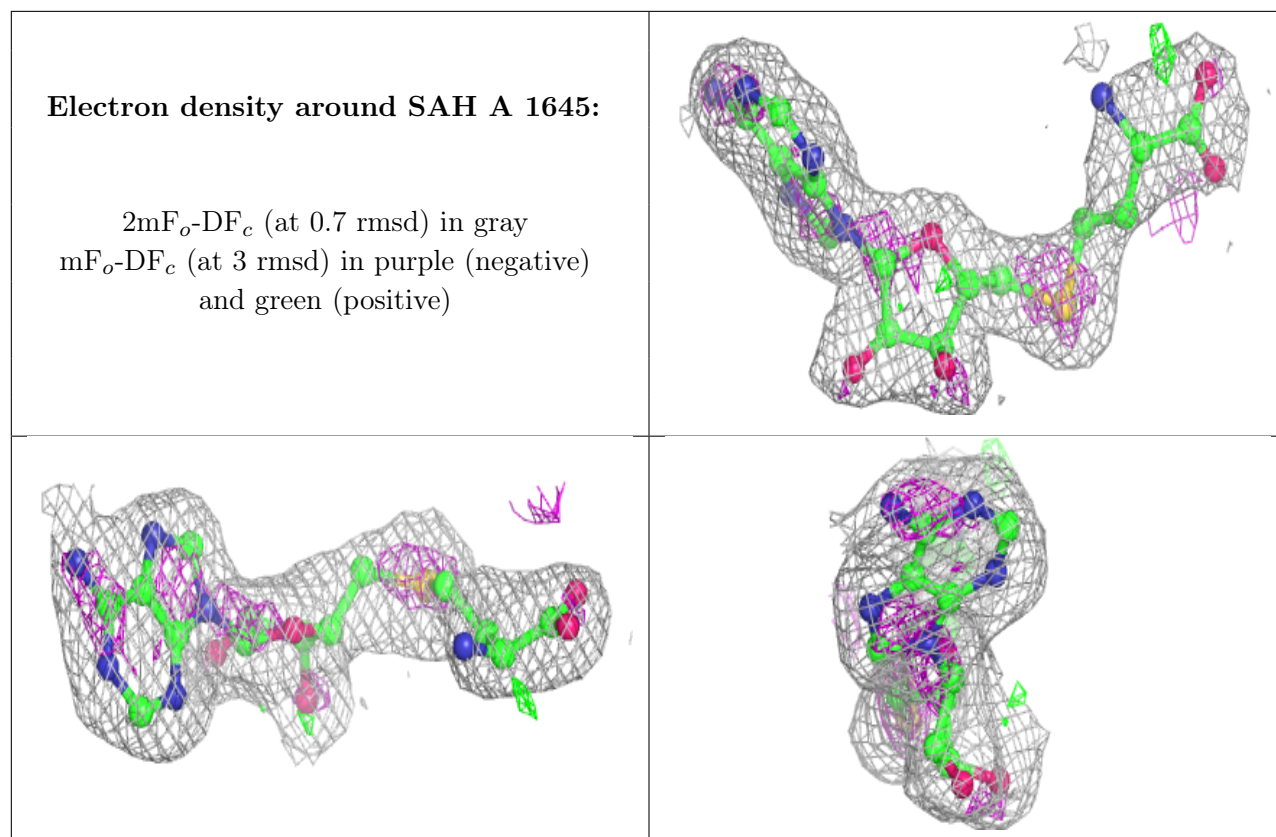 Electron density around SAH A 1645:
2mFₒ-DF𝒸 (at 0.7 rmsd) in gray
mFₒ-DF𝒸 (at 3 rmsd) in purple (negative)
and green (positive)